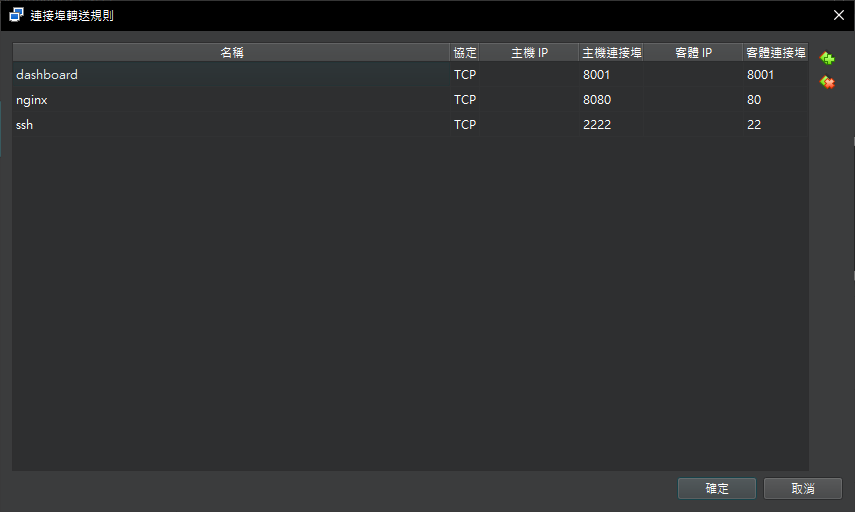 連接埠轉送規則
名稱 協定 主機 IP 主機連接埠 客體 IP 客體連接埠
dashboard TCP 8001 8001
nginx TCP 8080 80
ssh TCP 2222 22
確定 取消